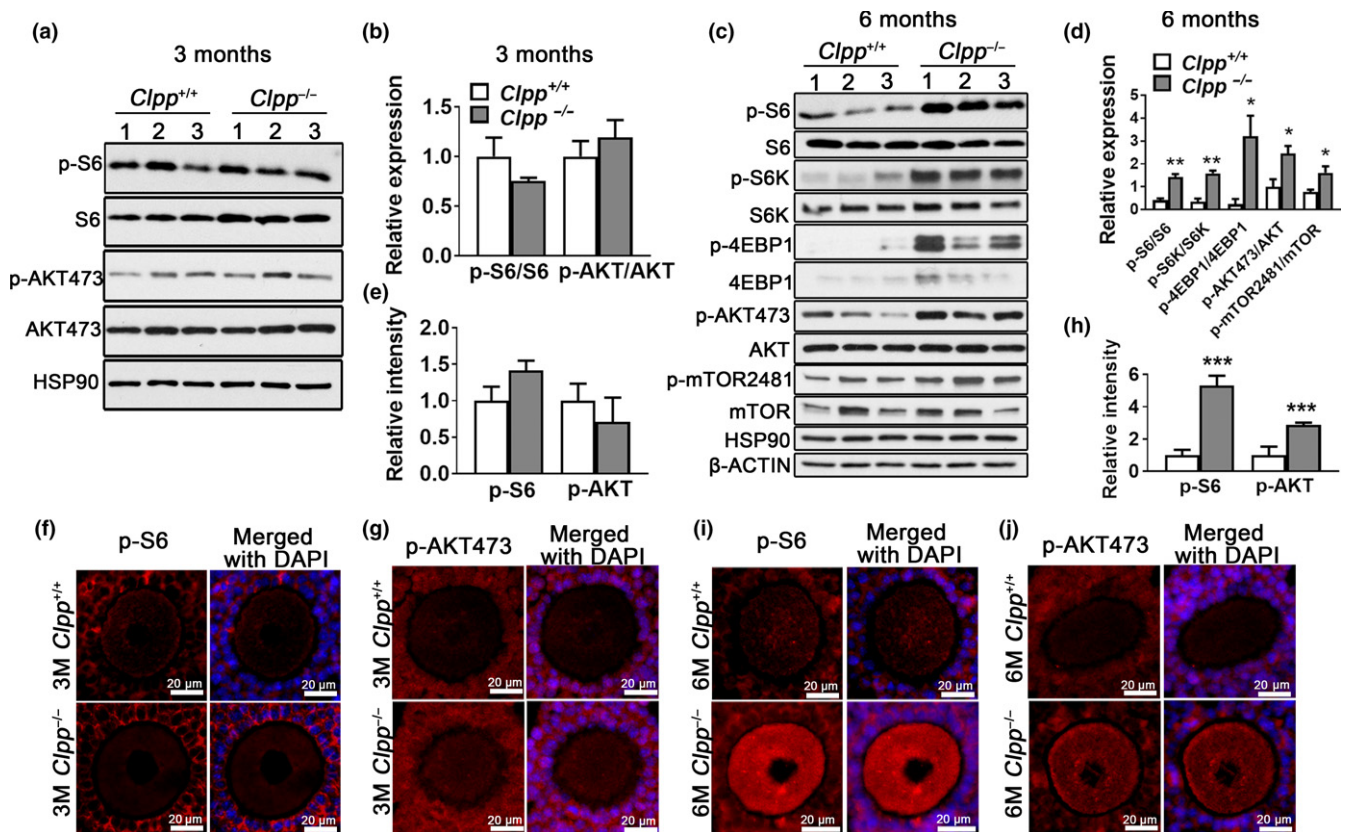 (a)
3 months
Clpp+/+ Clpp–/–
1 2 3 1 2 3
p-S6
S6
p-AKT473
AKT473
HSP90
(b)
3 months
Relative expression
1.5
1.0
0.5
0.0
Clpp+/+
Clpp –/–
p-S6/S6 p-AKT/AKT
(e)
Relative intensity
2.0
1.5
1.0
0.5
0.0
p-S6 p-AKT
(c)
6 months
Clpp+/+ Clpp–/–
1 2 3 1 2 3
p-S6
S6
p-S6K
S6K
p-4EBP1
4EBP1
p-AKT473
AKT
p-mTOR2481
mTOR
HSP90
β-ACTIN
(d)
6 months
Clpp+/+
Clpp –/–
Relative expression
5
4
3
2
1
0
** ** * * *
p-S6/S6
p-S6K/S6K
p-4EBP1/4EBP1
p-AKT473/AKT
p-mTOR2481/mTOR
(h)
Relative intensity
6
4
2
0
*** ***
p-S6 p-AKT
(f)
p-S6 Merged
with DAPI
3M Clpp+/+
20 µm 20 µm
3M Clpp–/–
20 µm 20 µm
(g)
p-AKT473 Merged
with DAPI
3M Clpp+/+
20 µm 20 µm
3M Clpp–/–
20 µm 20 µm
(i)
p-S6 Merged
with DAPI
6M Clpp+/+
20 µm 20 µm
6M Clpp–/–
20 µm 20 µm
(j)
p-AKT473 Merged
with DAPI
6M Clpp+/+
20 µm 20 µm
6M Clpp–/–
20 µm 20 µm